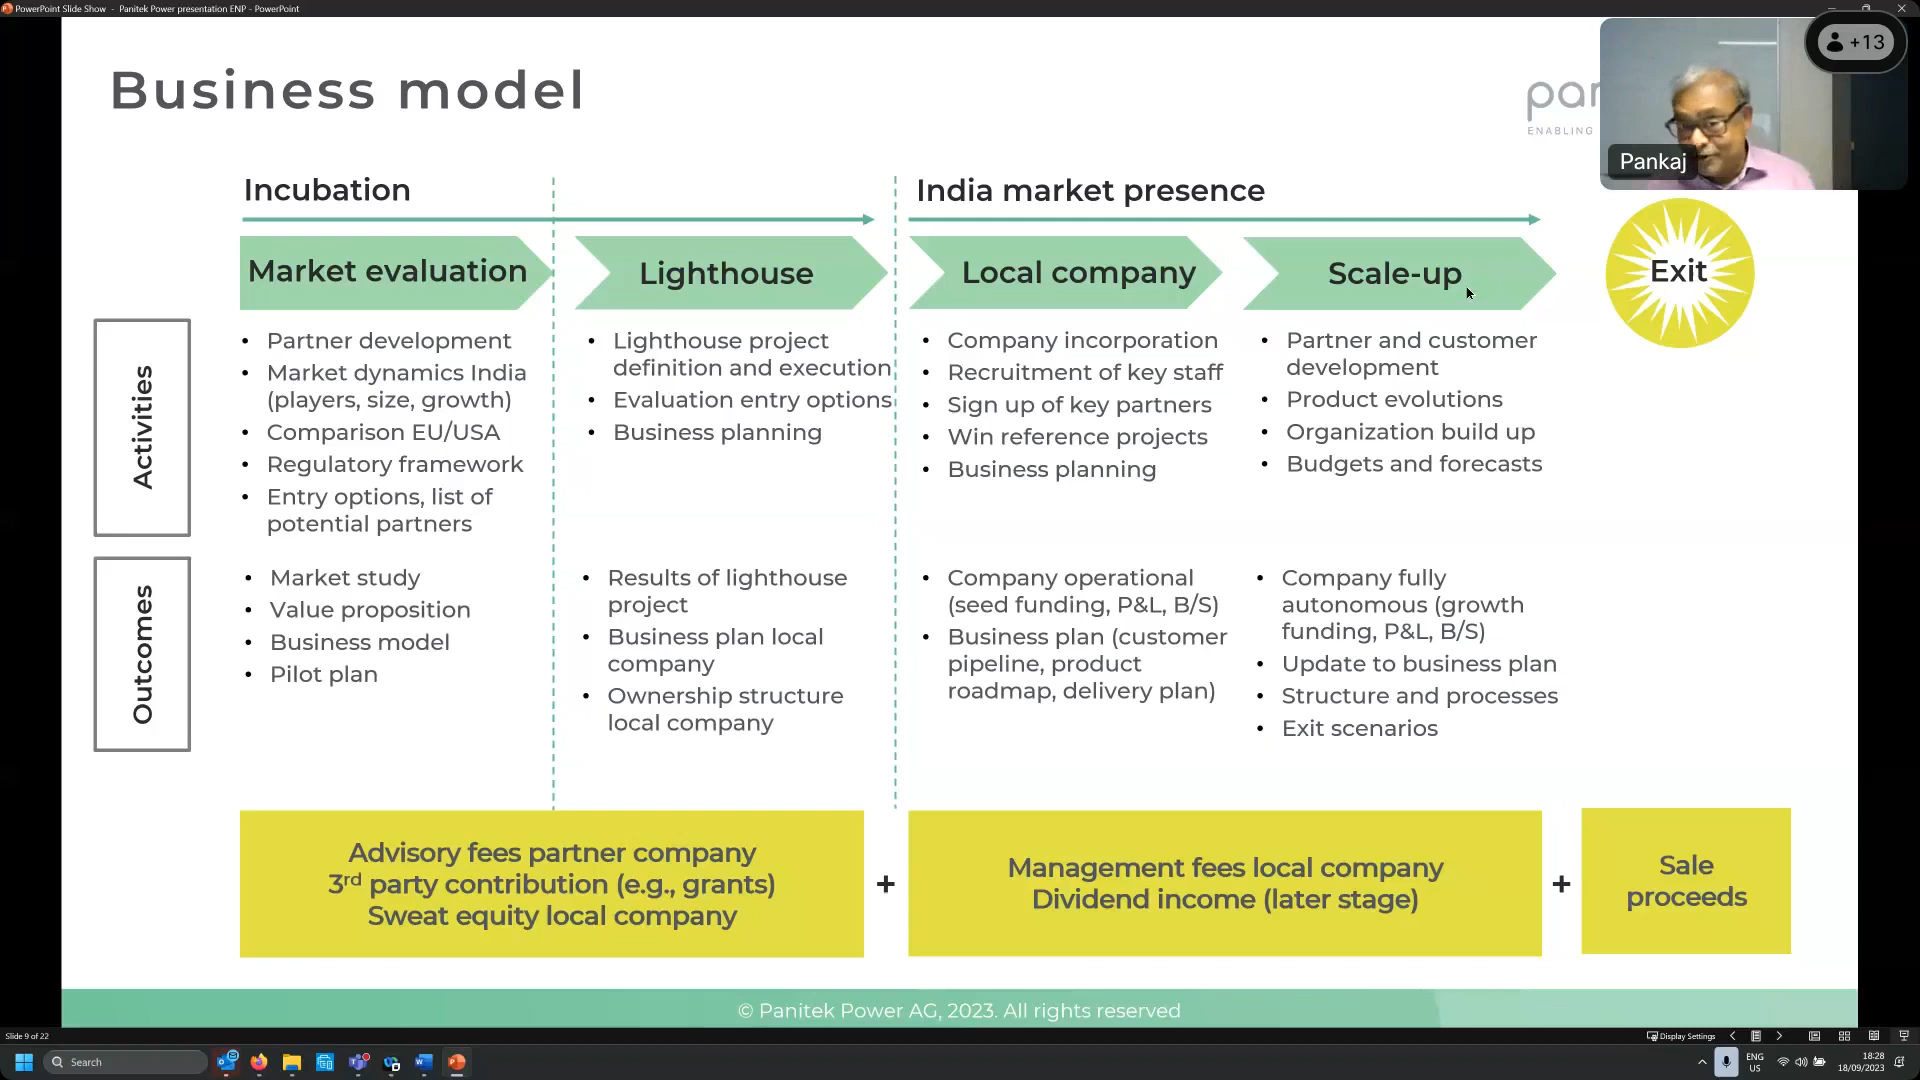 PowerPoint Slide Show - Panitek Power presentation ENP - PowerPoint
+13
Business model
pan
ENABLING
Pankaj
Incubation
India market presence
Market evaluation
Lighthouse
Local company
Scale-up
Exit
Activities
• Partner development
• Market dynamics India
(players, size, growth)
• Comparison EU/USA
• Regulatory framework
• Entry options, list of
potential partners
• Lighthouse project
definition and execution
• Evaluation entry options
• Business planning
• Company incorporation
• Recruitment of key staff
• Sign up of key partners
• Win reference projects
• Business planning
• Partner and customer
development
• Product evolutions
• Organization build up
• Budgets and forecasts
Outcomes
• Market study
• Value proposition
• Business model
• Pilot plan
• Results of lighthouse
project
• Business plan local
company
• Ownership structure
local company
• Company operational
(seed funding, P&L, B/S)
• Business plan (customer
pipeline, product
roadmap, delivery plan)
• Company fully
autonomous (growth
funding, P&L, B/S)
• Update to business plan
• Structure and processes
• Exit scenarios
Advisory fees partner company
3rd party contribution (e.g., grants)
Sweat equity local company
+
Management fees local company
Dividend income (later stage)
+
Sale
proceeds
© Panitek Power AG, 2023. All rights reserved
Slide 9 of 22
Display Settings
Search
ENG
US
18:28
18/09/2023